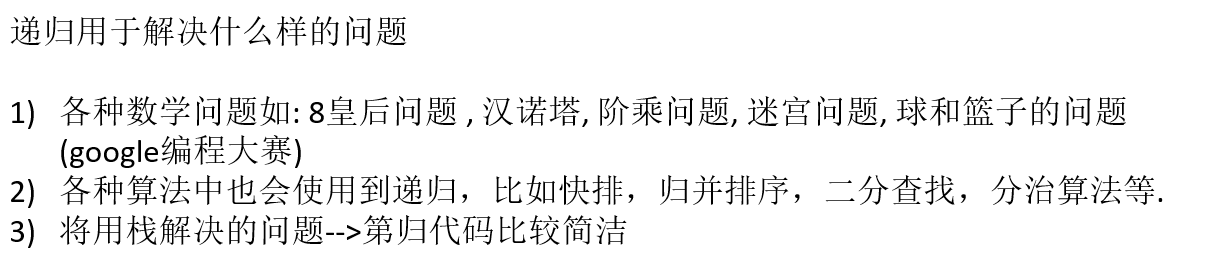 递归用于解决什么样的问题
1) 各种数学问题如: 8皇后问题 , 汉诺塔, 阶乘问题, 迷宫问题, 球和篮子的问题
(google编程大赛)
2) 各种算法中也会使用到递归，比如快排，归并排序，二分查找，分治算法等.
3) 将用栈解决的问题-->第归代码比较简洁